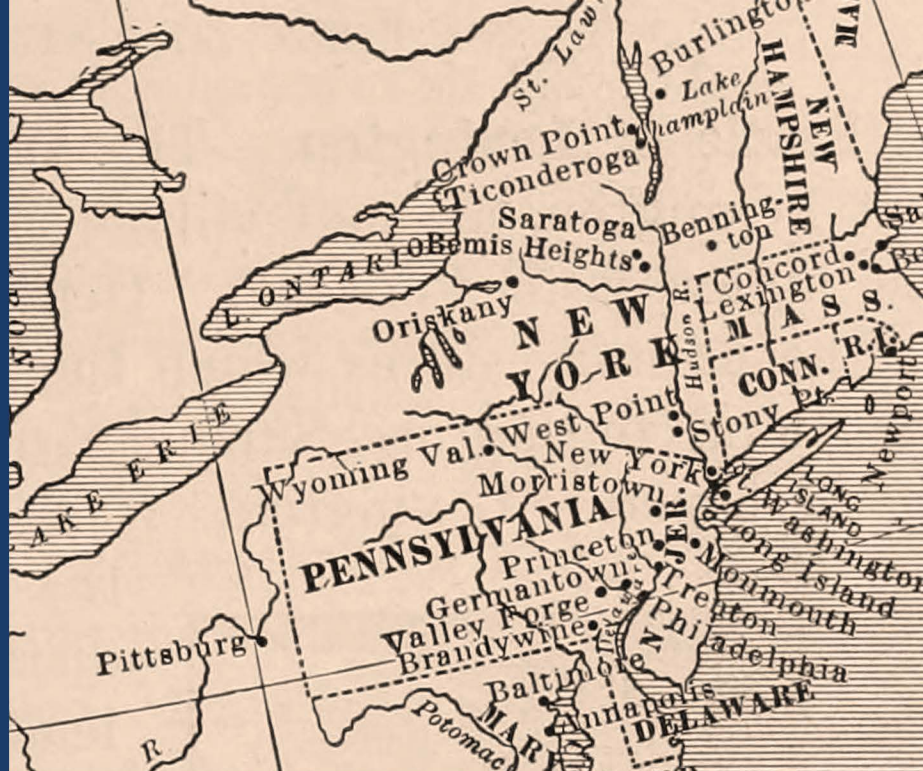 St. Law
Burlington
Lake
Champlain
NEW
HAMPSHIRE
Crown Point
Ticonderoga
Saratoga
Bemis Heights
Benning-
ton
Concord
Lexington
L. ONTARIO
Oriskany
NEW
YORK
Hudson R.
MASS.
CONN.
R.I.
Newport
West Point
Stony Pt.
LAKE ERIE
Wyoming Val.
New York
Morristown
LONG
ISLAND
Ft. Washington
Long Island
PENNSYLVANIA
N. JER.
Princeton
Monmouth
Germantown
Trenton
Valley Forge
Philadelphia
Brandywine
Pittsburg
Baltimore
Annapolis
DELAWARE
MARY
Potomac
R